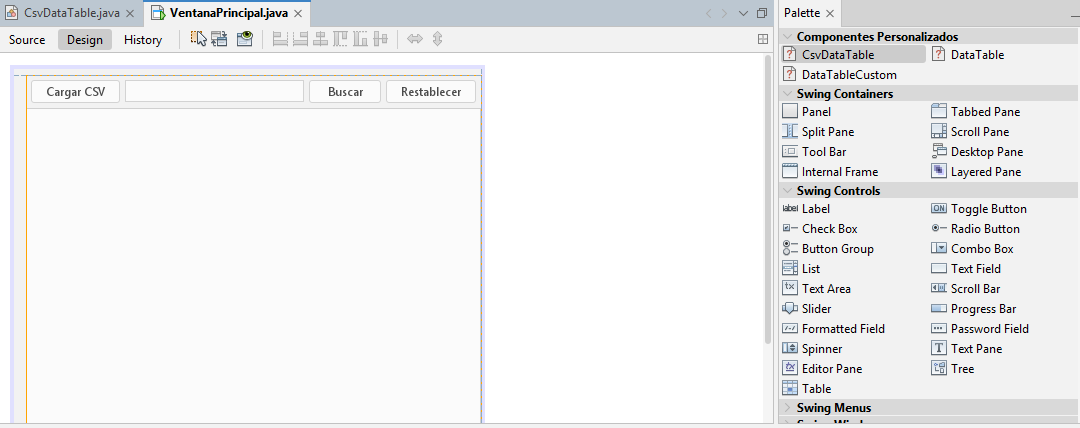 CsvDataTable.java VentanaPrincipal.java
Source Design History
Cargar CSV Buscar Restablecer
Palette
Componentes Personalizados
CsvDataTable DataTable
DataTableCustom
Swing Containers
Panel Tabbed Pane
Split Pane Scroll Pane
Tool Bar Desktop Pane
Internal Frame Layered Pane
Swing Controls
label Label ON Toggle Button
Check Box Radio Button
Button Group Combo Box
List Text Field
Text Area Scroll Bar
Slider Progress Bar
Formatted Field Password Field
Spinner T Text Pane
Editor Pane Tree
Table
Swing Menus